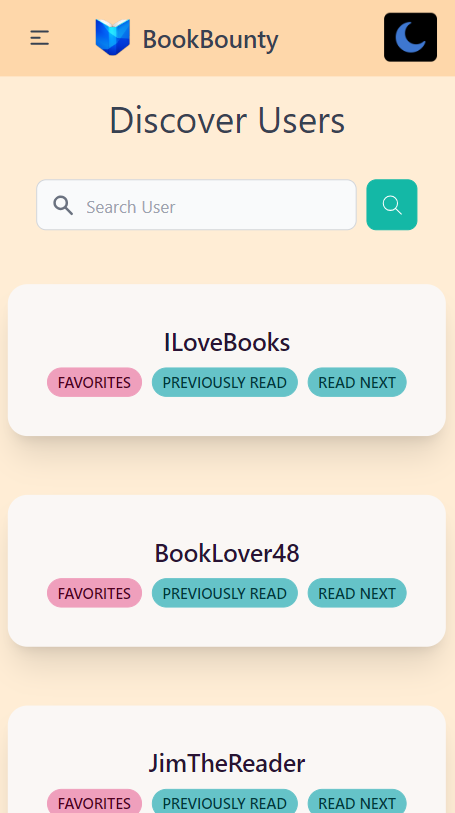 BookBounty
Discover Users
Search User
ILoveBooks
FAVORITES PREVIOUSLY READ READ NEXT
BookLover48
FAVORITES PREVIOUSLY READ READ NEXT
JimTheReader
FAVORITES PREVIOUSLY READ READ NEXT